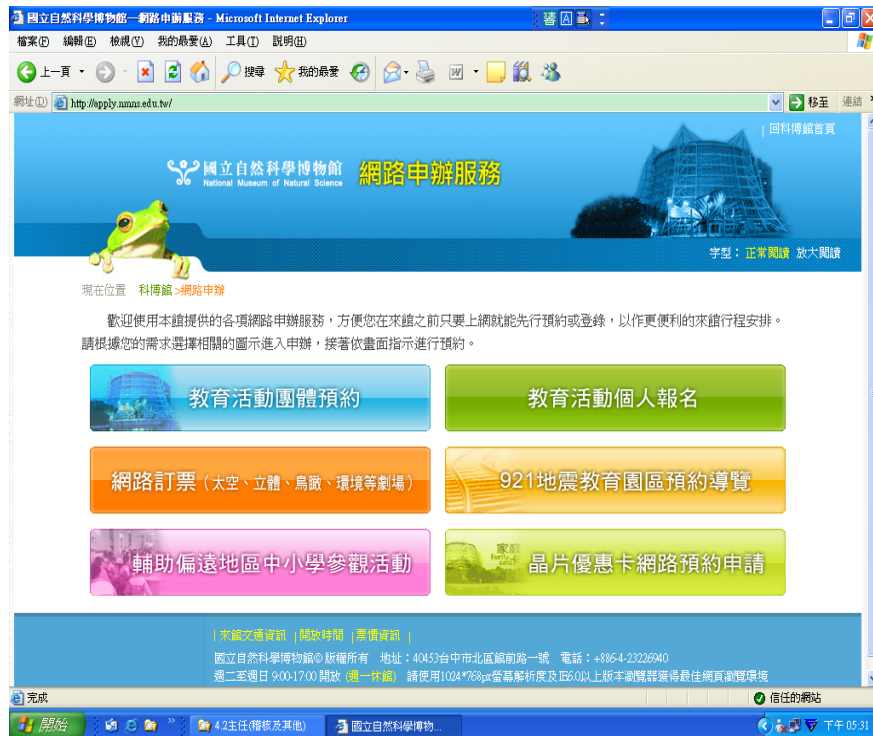 國立自然科學博物館—網路申辦服務 - Microsoft Internet Explorer
檔案(F) 編輯(E) 檢視(V) 我的最愛(A) 工具(T) 說明(H)
上一頁 搜尋 我的最愛
網址(D) http://apply.nmns.edu.tw/ 移至 連結
| 回科博館首頁
國立自然科學博物館 網路申辦服務
National Museum of Natural Science
字型：正常閱讀 放大閱讀
現在位置 科博館>網路申辦
歡迎使用本館提供的各項網路申辦服務，方便您在來館之前只要上網就能先行預約或登錄，以作更便利的來館行程安排。
請根據您的需求選擇相關的圖示進入申辦，接著依畫面指示進行預約。
教育活動團體預約 教育活動個人報名
網路訂票（太空、立體、鳥瞰、環境等劇場） 921地震教育園區預約導覽
輔助偏遠地區中小學參觀活動 家庭 晶片優惠卡網路預約申請
| 來館交通資訊 | 開放時間 | 票價資訊 |
國立自然科學博物館© 版權所有 地址：40453台中市北區館前路一號 電話：+886-4-23226940
週二至週日 9:00-17:00 開放 (週一休館) 請使用1024*768px螢幕解析度及IE6.0以上版本瀏覽器獲得最佳網頁瀏覽環境
完成 信任的網站
開始 4.2主任(稽核及其他) 國立自然科學博物... 下午 05:31